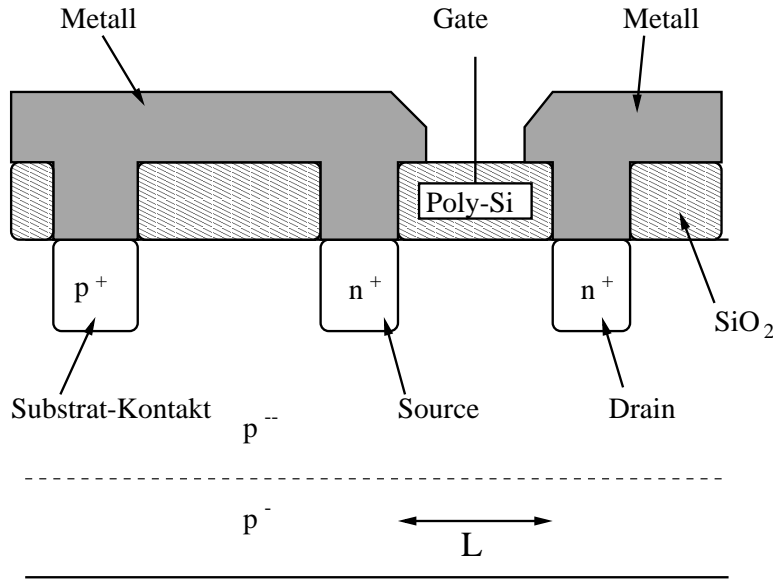 Metall
Gate
Metall
Poly-Si
p+
n+
n+
SiO2
Substrat-Kontakt
Source
Drain
p--
p-
L